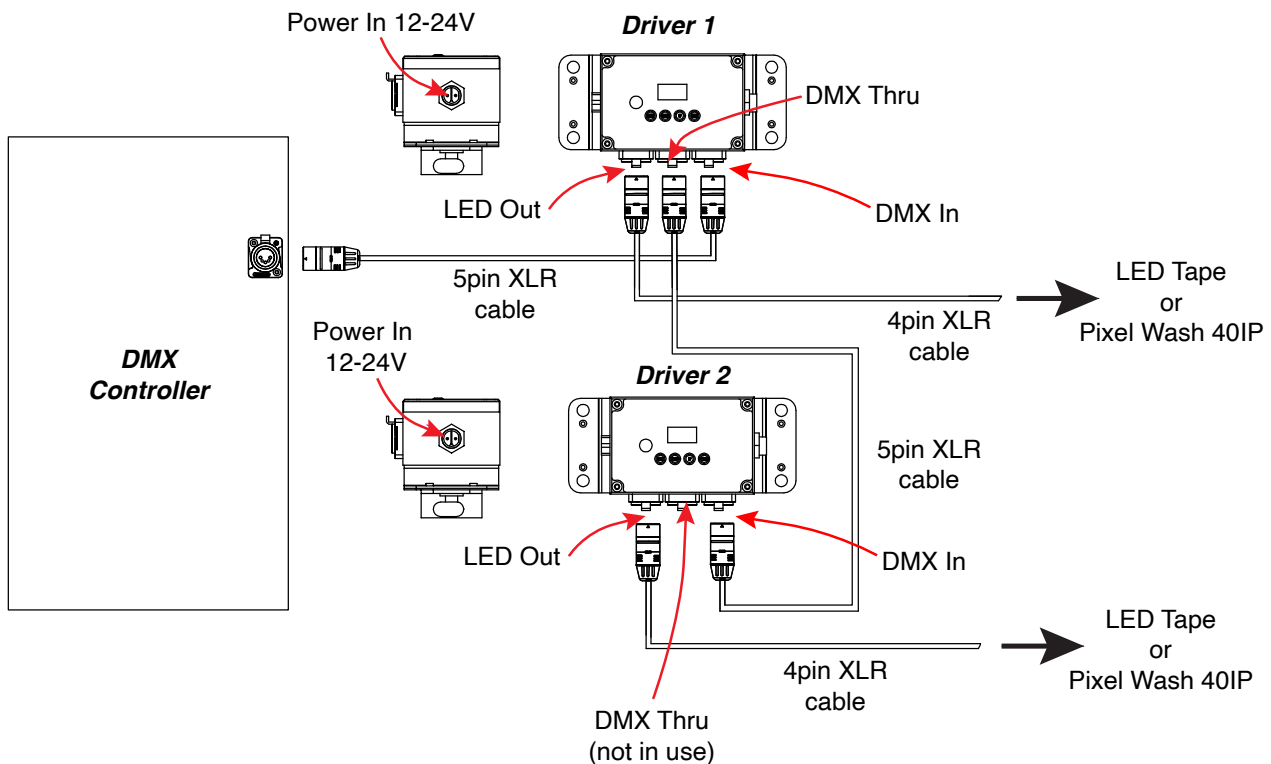 Power In 12-24V
Driver 1
DMX Thru
LED Out
DMX In
5pin XLR
cable
LED Tape
or
Pixel Wash 40IP
4pin XLR
cable
DMX
Controller
Power In
12-24V
Driver 2
5pin XLR
cable
LED Out
DMX In
4pin XLR
cable
LED Tape
or
Pixel Wash 40IP
DMX Thru
(not in use)